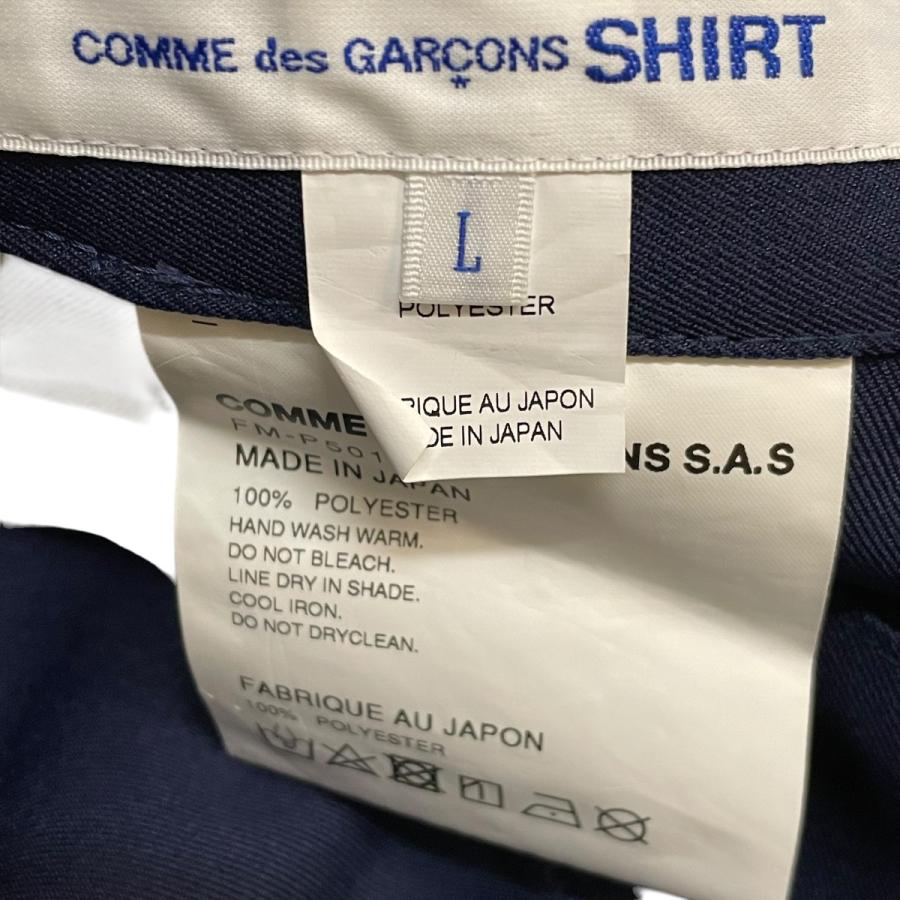 COMME des GARÇONS SHIRT
L
POLYESTER
RIQUE AU JAPON
DE IN JAPAN
COMME NS S.A.S
FM-P501
MADE IN JAPAN
100% POLYESTER
HAND WASH WARM.
DO NOT BLEACH.
LINE DRY IN SHADE.
COOL IRON.
DO NOT DRYCLEAN.
FABRIQUE AU JAPON
100% POLYESTER